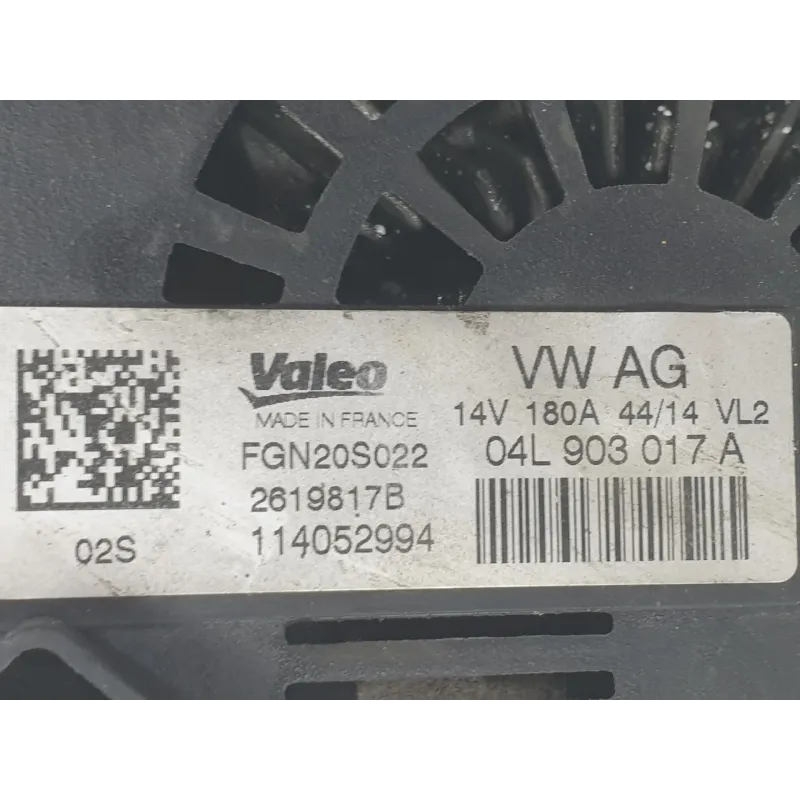 Valeo
MADE IN FRANCE
FGN20S022
2619817B
114052994
02S
VW AG
14V 180A 44/14 VL2
04L 903 017 A